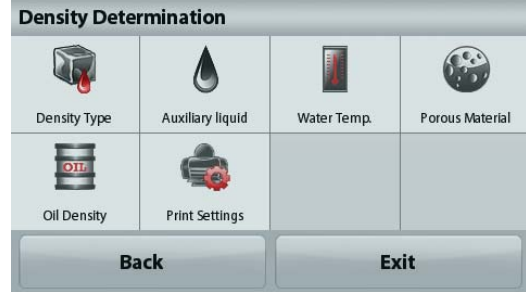 Density Determination
Density Type
Auxiliary liquid
Water Temp.
Porous Material
OIL
Oil Density
Print Settings
Back
Exit